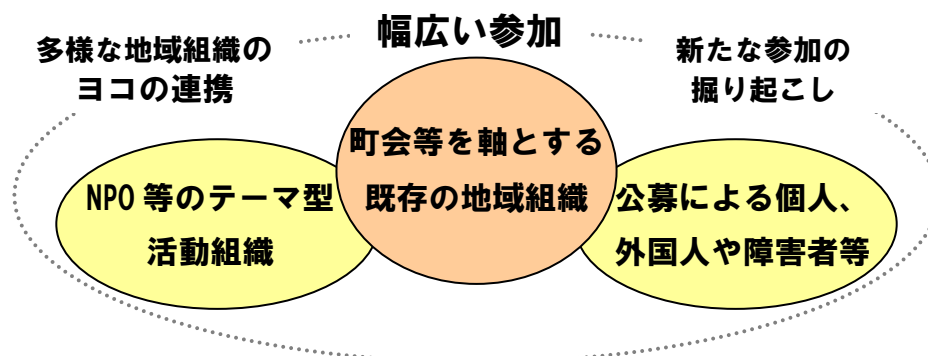 幅広い参加
多様な地域組織の
ヨコの連携
新たな参加の
掘り起こし
町会等を軸とする
既存の地域組織
NPO等のテーマ型
活動組織
公募による個人、
外国人や障害者等